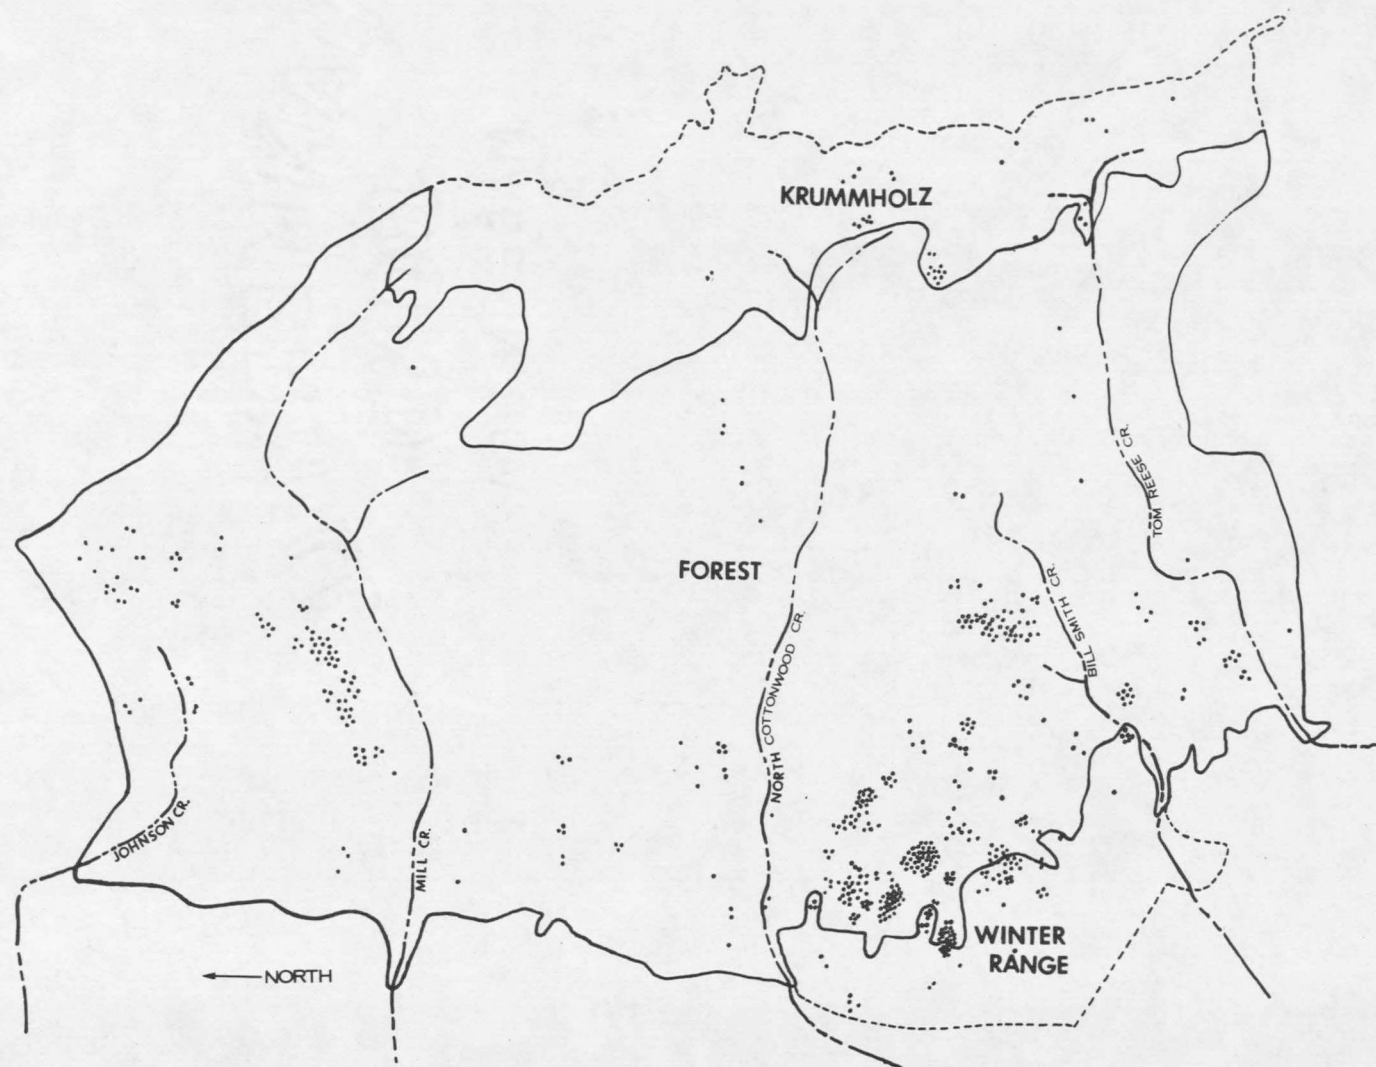 KRUMMHOLZ
TOM REESE CR.
FOREST
BILL SMITH CR.
NORTH COTTONWOOD CR.
JOHNSON CR.
MILL CR.
WINTER
RANGE
NORTH